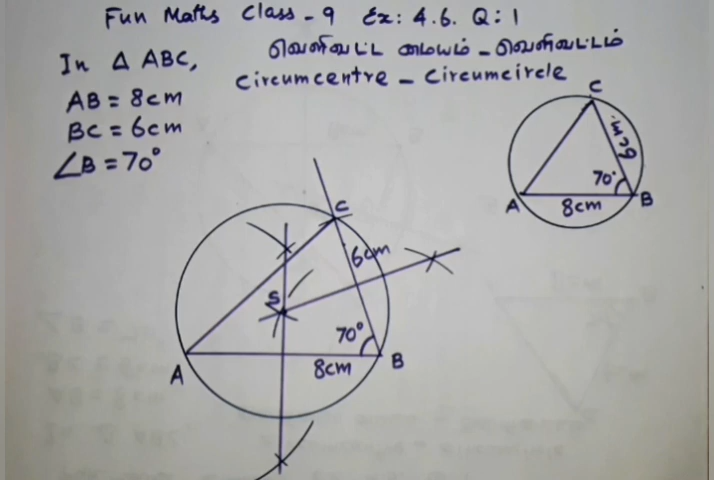 Fun Maths Class - 9 Ex: 4.6. Q: 1
வெளிவட்ட மையம் - வெளிவட்டம்
Circumcentre - Circumcircle
In Δ ABC,
AB = 8cm
BC = 6cm
∠B = 70°
C
6cm
70°
A
8cm
B
C
6cm
S
70°
A
8cm
B